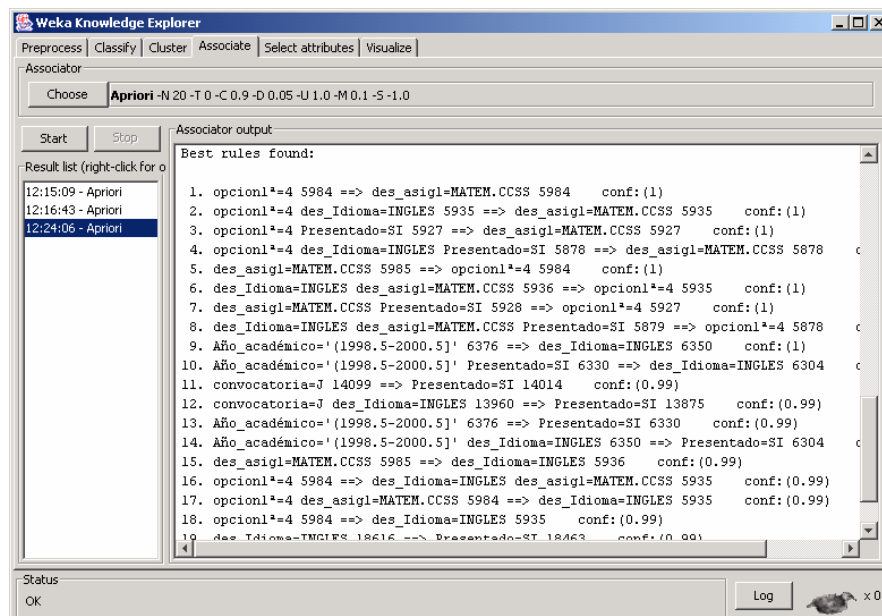 Weka Knowledge Explorer
Preprocess Classify Cluster Associate Select attributes Visualize
Associator
Choose Apriori -N 20 -T 0 -C 0.9 -D 0.05 -U 1.0 -M 0.1 -S -1.0
Start Stop
Result list (right-click for o
12:15:09 - Apriori
12:16:43 - Apriori
12:24:06 - Apriori
Associator output
Best rules found:
1. opcion1ª=4 5984 ==> des_asig1=MATEM.CCSS 5984 conf:(1)
2. opcion1ª=4 des_Idioma=INGLES 5935 ==> des_asig1=MATEM.CCSS 5935 conf:(1)
3. opcion1ª=4 Presentado=SI 5927 ==> des_asig1=MATEM.CCSS 5927 conf:(1)
4. opcion1ª=4 des_Idioma=INGLES Presentado=SI 5878 ==> des_asig1=MATEM.CCSS 5878 c
5. des_asig1=MATEM.CCSS 5985 ==> opcion1ª=4 5984 conf:(1)
6. des_Idioma=INGLES des_asig1=MATEM.CCSS 5936 ==> opcion1ª=4 5935 conf:(1)
7. des_asig1=MATEM.CCSS Presentado=SI 5928 ==> opcion1ª=4 5927 conf:(1)
8. des_Idioma=INGLES des_asig1=MATEM.CCSS Presentado=SI 5879 ==> opcion1ª=4 5878 c
9. Año_académico='(1998.5-2000.5]' 6376 ==> des_Idioma=INGLES 6350 conf:(1)
10. Año_académico='(1998.5-2000.5]' Presentado=SI 6330 ==> des_Idioma=INGLES 6304 c
11. convocatoria=J 14099 ==> Presentado=SI 14014 conf:(0.99)
12. convocatoria=J des_Idioma=INGLES 13960 ==> Presentado=SI 13875 conf:(0.99)
13. Año_académico='(1998.5-2000.5]' 6376 ==> Presentado=SI 6330 conf:(0.99)
14. Año_académico='(1998.5-2000.5]' des_Idioma=INGLES 6350 ==> Presentado=SI 6304 c
15. des_asig1=MATEM.CCSS 5985 ==> des_Idioma=INGLES 5936 conf:(0.99)
16. opcion1ª=4 5984 ==> des_Idioma=INGLES des_asig1=MATEM.CCSS 5935 conf:(0.99)
17. opcion1ª=4 des_asig1=MATEM.CCSS 5984 ==> des_Idioma=INGLES 5935 conf:(0.99)
18. opcion1ª=4 5984 ==> des_Idioma=INGLES 5935 conf:(0.99)
19. des_Idioma=INGLES 18616 ==> Presentado=SI 18463 conf:(0.99)
Status
OK
Log
x 0